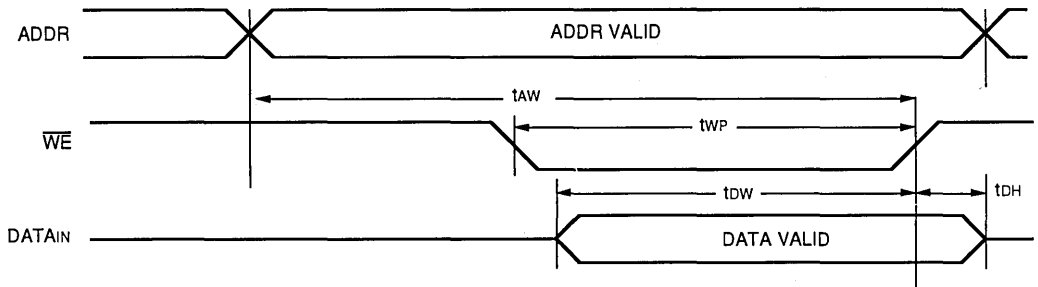 ADDR
ADDR VALID
tAW
WE
tWP
tDW
tDH
DATAIN
DATA VALID